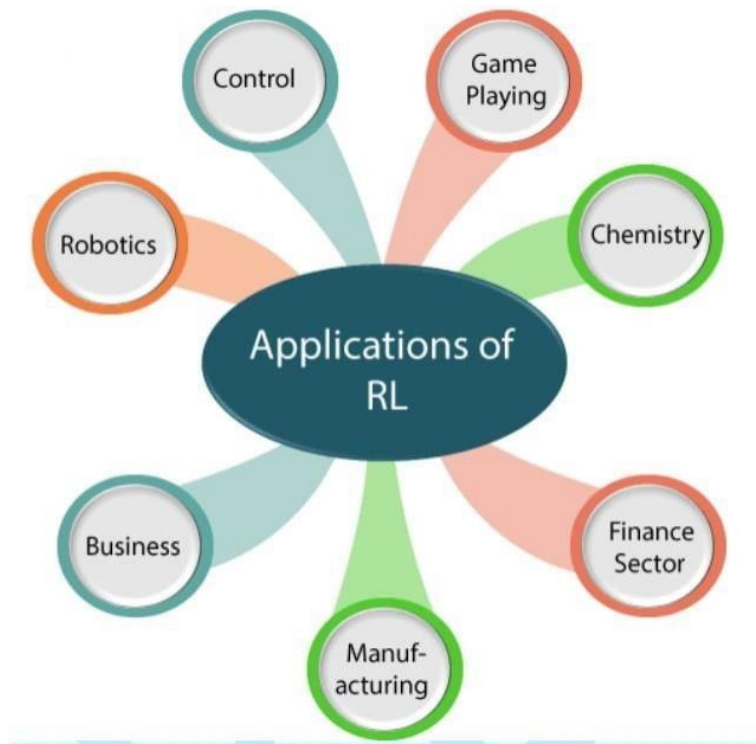 Applications of
RL
Control
Game
Playing
Chemistry
Finance
Sector
Manuf-
acturing
Business
Robotics